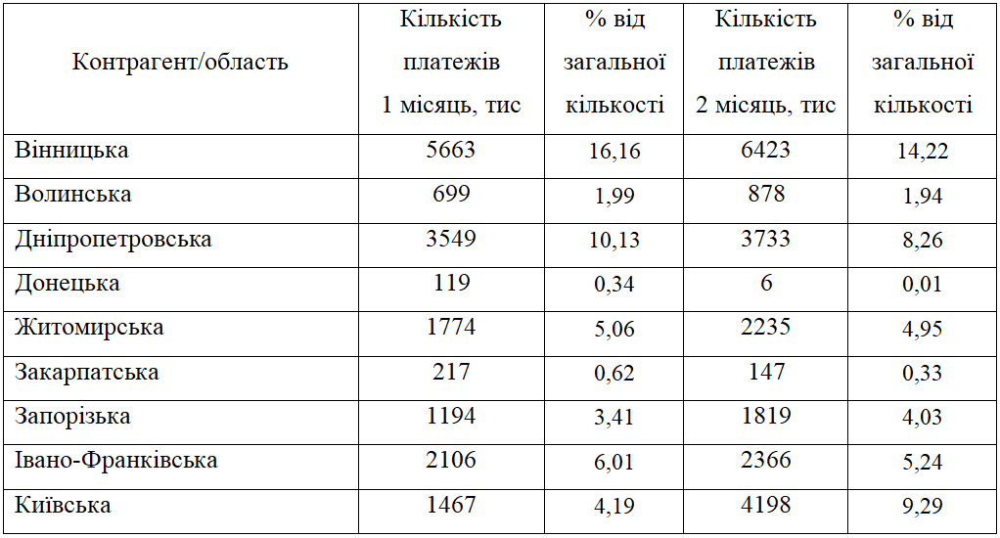 Контрагент/область
Кількість
платежів
1 місяць, тис
% від
загальної
кількості
Кількість
платежів
2 місяць, тис
% від
загальної
кількості
Вінницька 5663 16,16 6423 14,22
Волинська 699 1,99 878 1,94
Дніпропетровська 3549 10,13 3733 8,26
Донецька 119 0,34 6 0,01
Житомирська 1774 5,06 2235 4,95
Закарпатська 217 0,62 147 0,33
Запорізька 1194 3,41 1819 4,03
Івано-Франківська 2106 6,01 2366 5,24
Київська 1467 4,19 4198 9,29